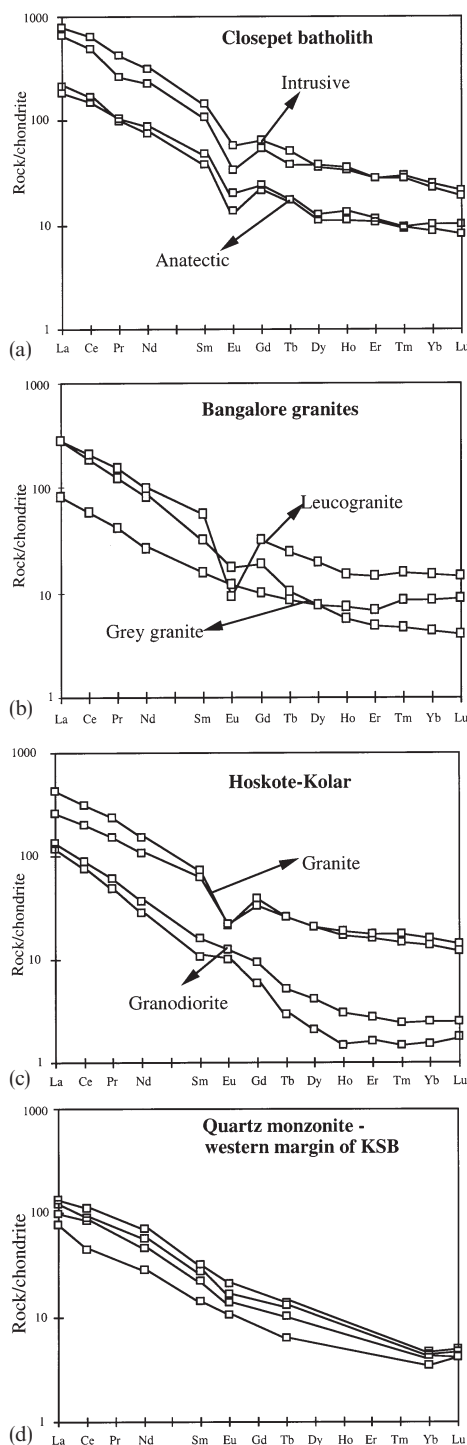 1000
Closepet batholith
Intrusive
100
Rock/chondrite
10
Anatectic
1
La Ce Pr Nd Sm Eu Gd Tb Dy Ho Er Tm Yb Lu
(a)
1000
Bangalore granites
100
Leucogranite
Rock/chondrite
10
Grey granite
1
La Ce Pr Nd Sm Eu Gd Tb Dy Ho Er Tm Yb Lu
(b)
1000
Hoskote-Kolar
100
Granite
Rock/chondrite
10
Granodiorite
1
La Ce Pr Nd Sm Eu Gd Tb Dy Ho Er Tm Yb Lu
(c)
1000
Quartz monzonite -
western margin of KSB
100
Rock/chondrite
10
1
La Ce Pr Nd Sm Eu Gd Tb Dy Ho Er Tm Yb Lu
(d)